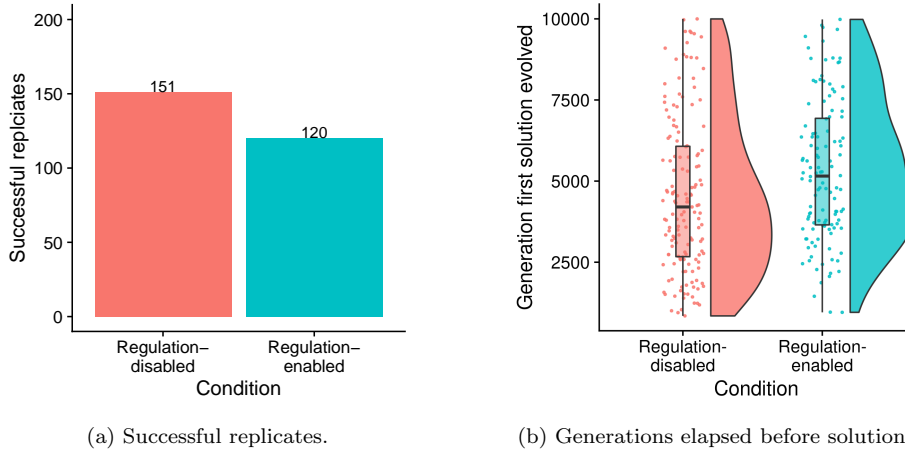 200
150
100
50
0
Successful replciates
151
120
Regulation−
disabled
Regulation−
enabled
Condition
(a) Successful replicates.
10000
7500
5000
2500
Generation first solution evolved
Regulation-
disabled
Regulation-
enabled
Condition
(b) Generations elapsed before solution